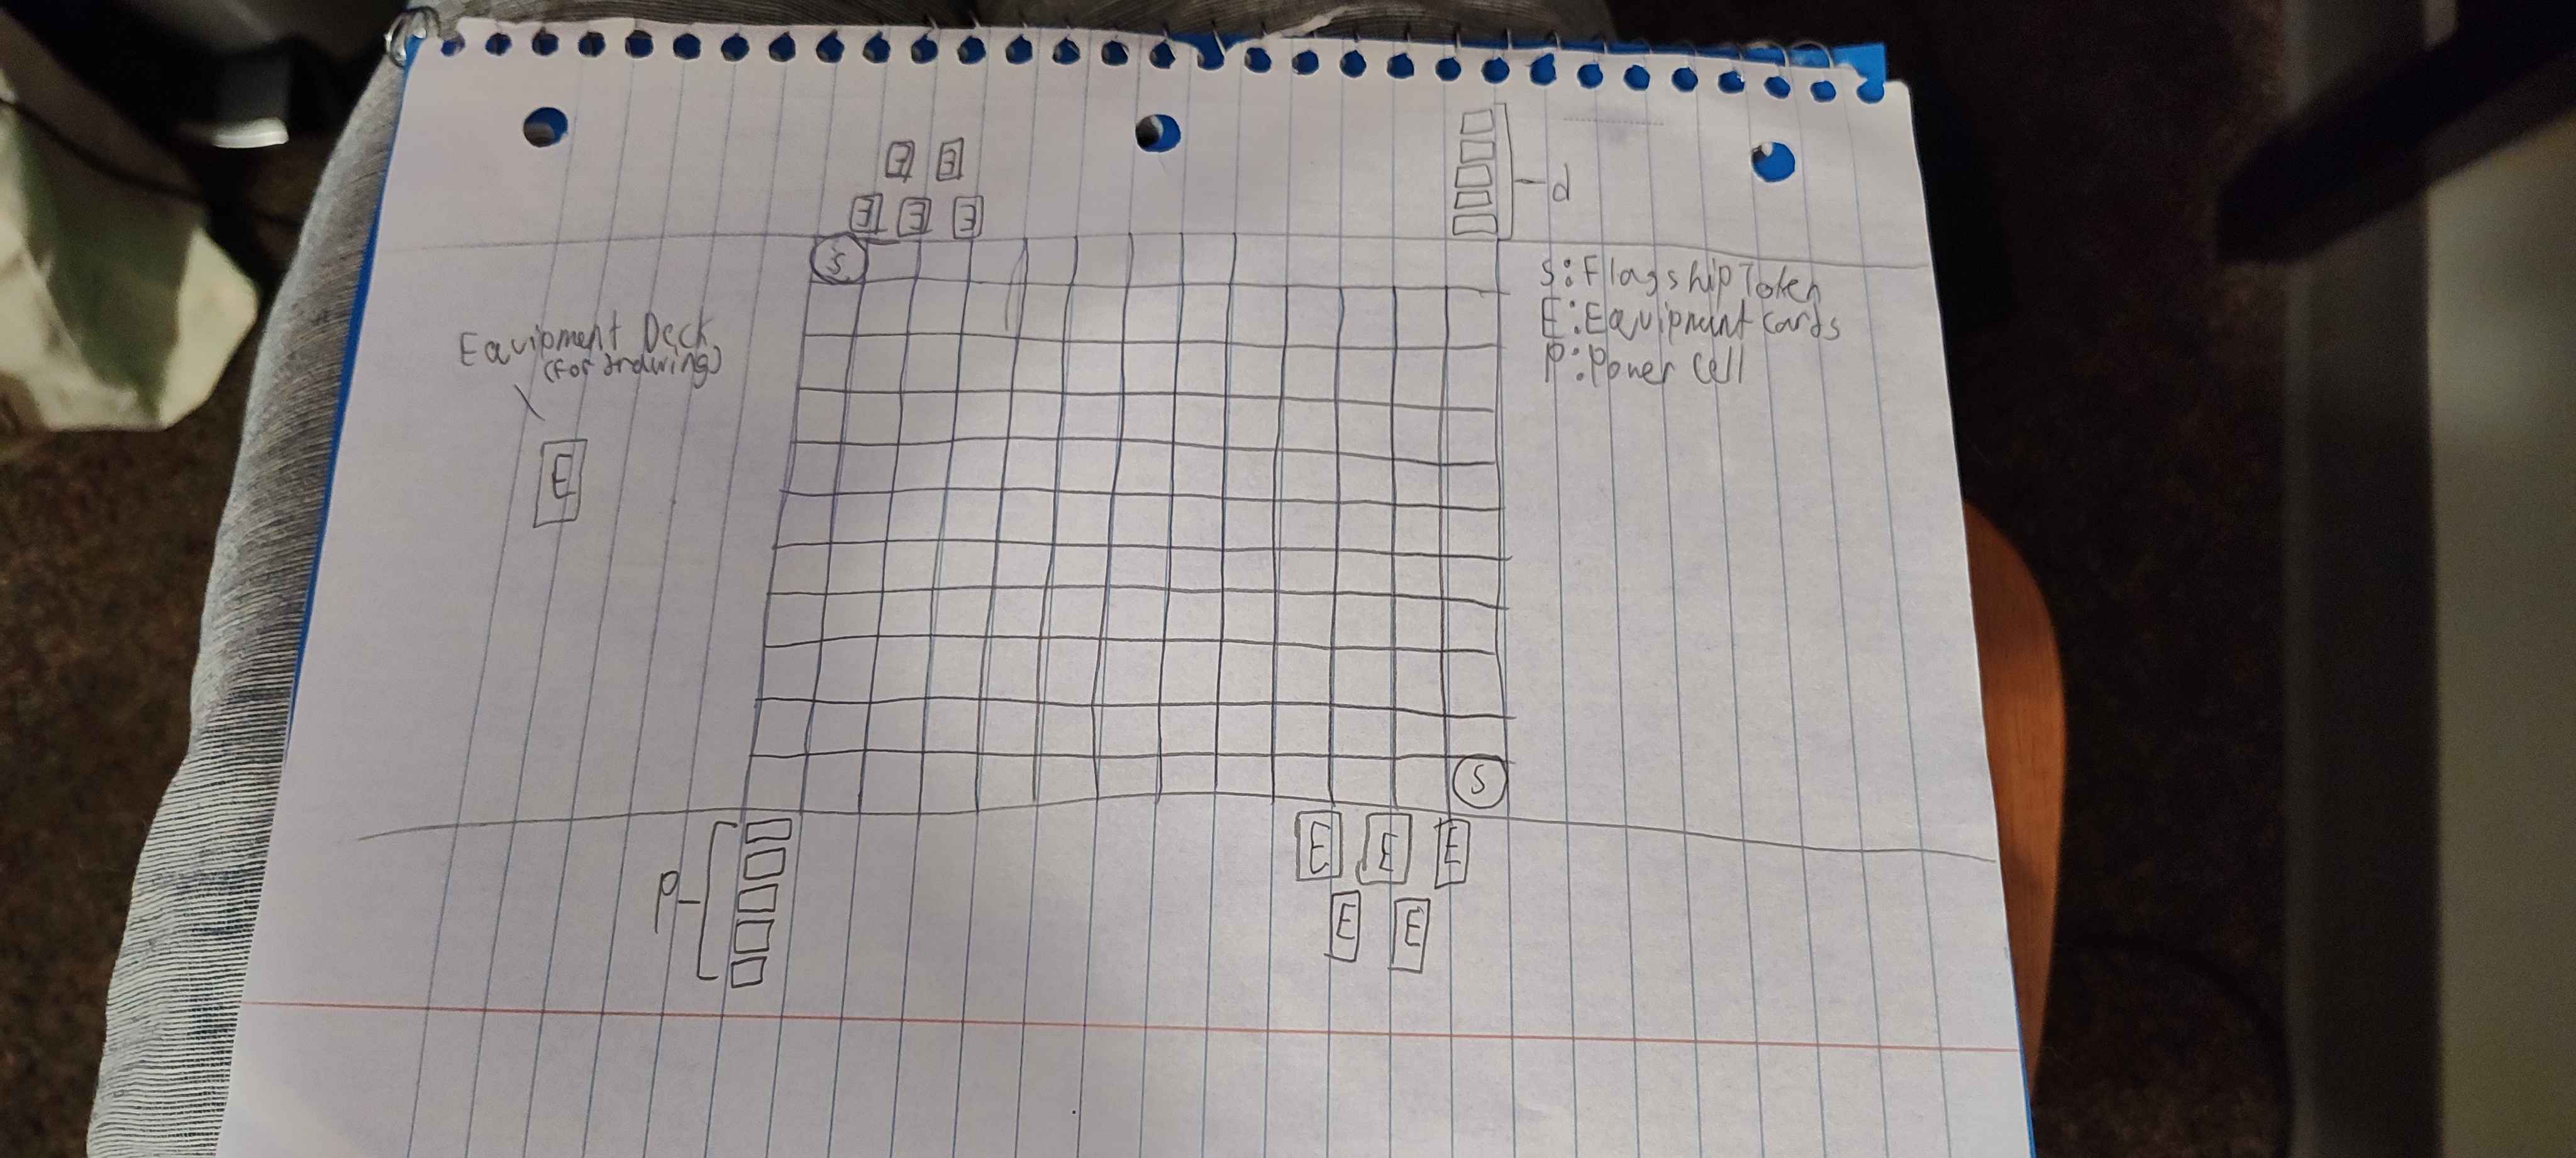 E E
E E E
d
S
S: Flagship Token
E: Equipment cards
P: Power Cell
Equipment Deck
(for drawing)
E
S
P
E E E
E E